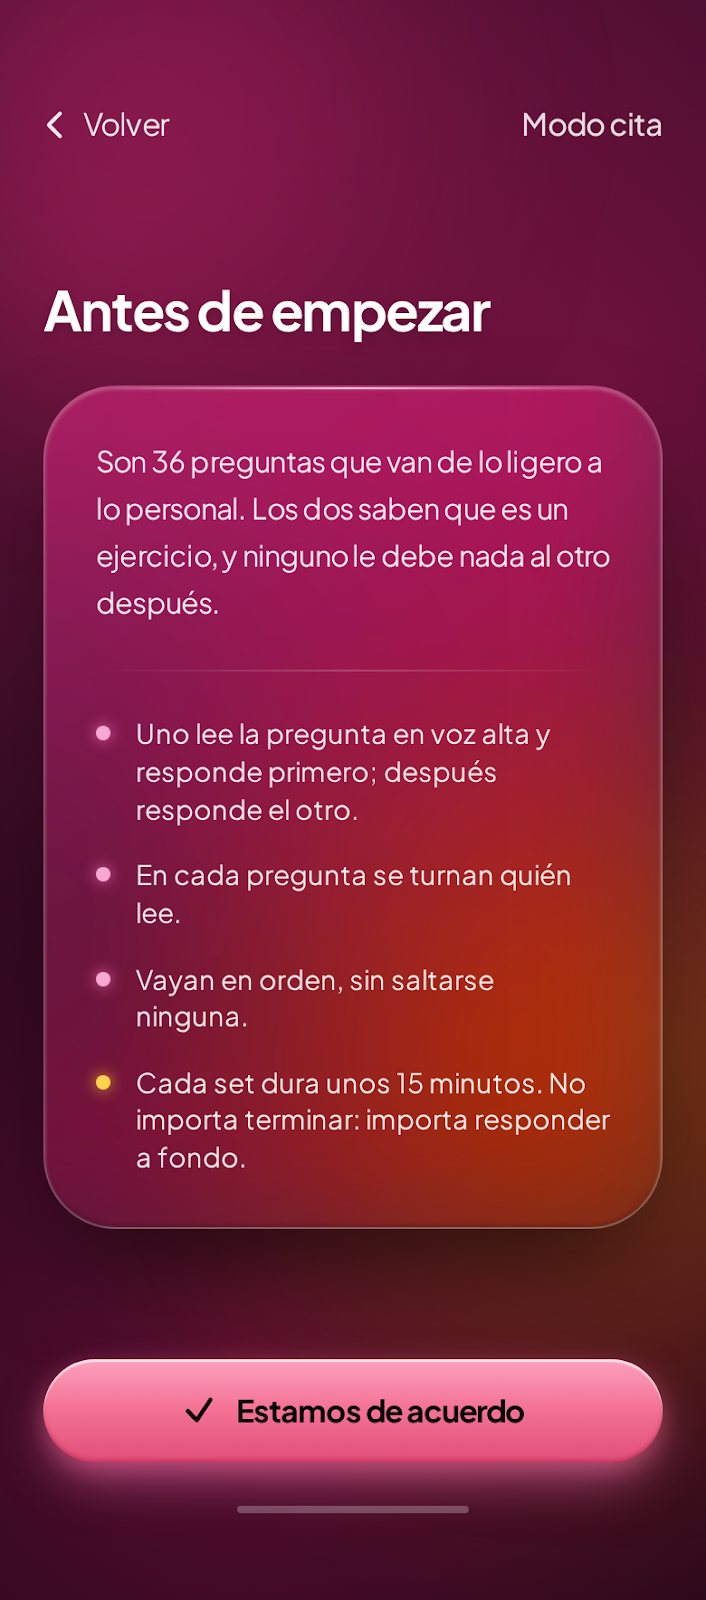 Volver
Modo cita
Antes de empezar
Son 36 preguntas que van de lo ligero a
lo personal. Los dos saben que es un
ejercicio, y ninguno le debe nada al otro
después.
Uno lee la pregunta en voz alta y
responde primero; después
responde el otro.
En cada pregunta se turnan quién
lee.
Vayan en orden, sin saltarse
ninguna.
Cada set dura unos 15 minutos. No
importa terminar: importa responder
a fondo.
Estamos de acuerdo